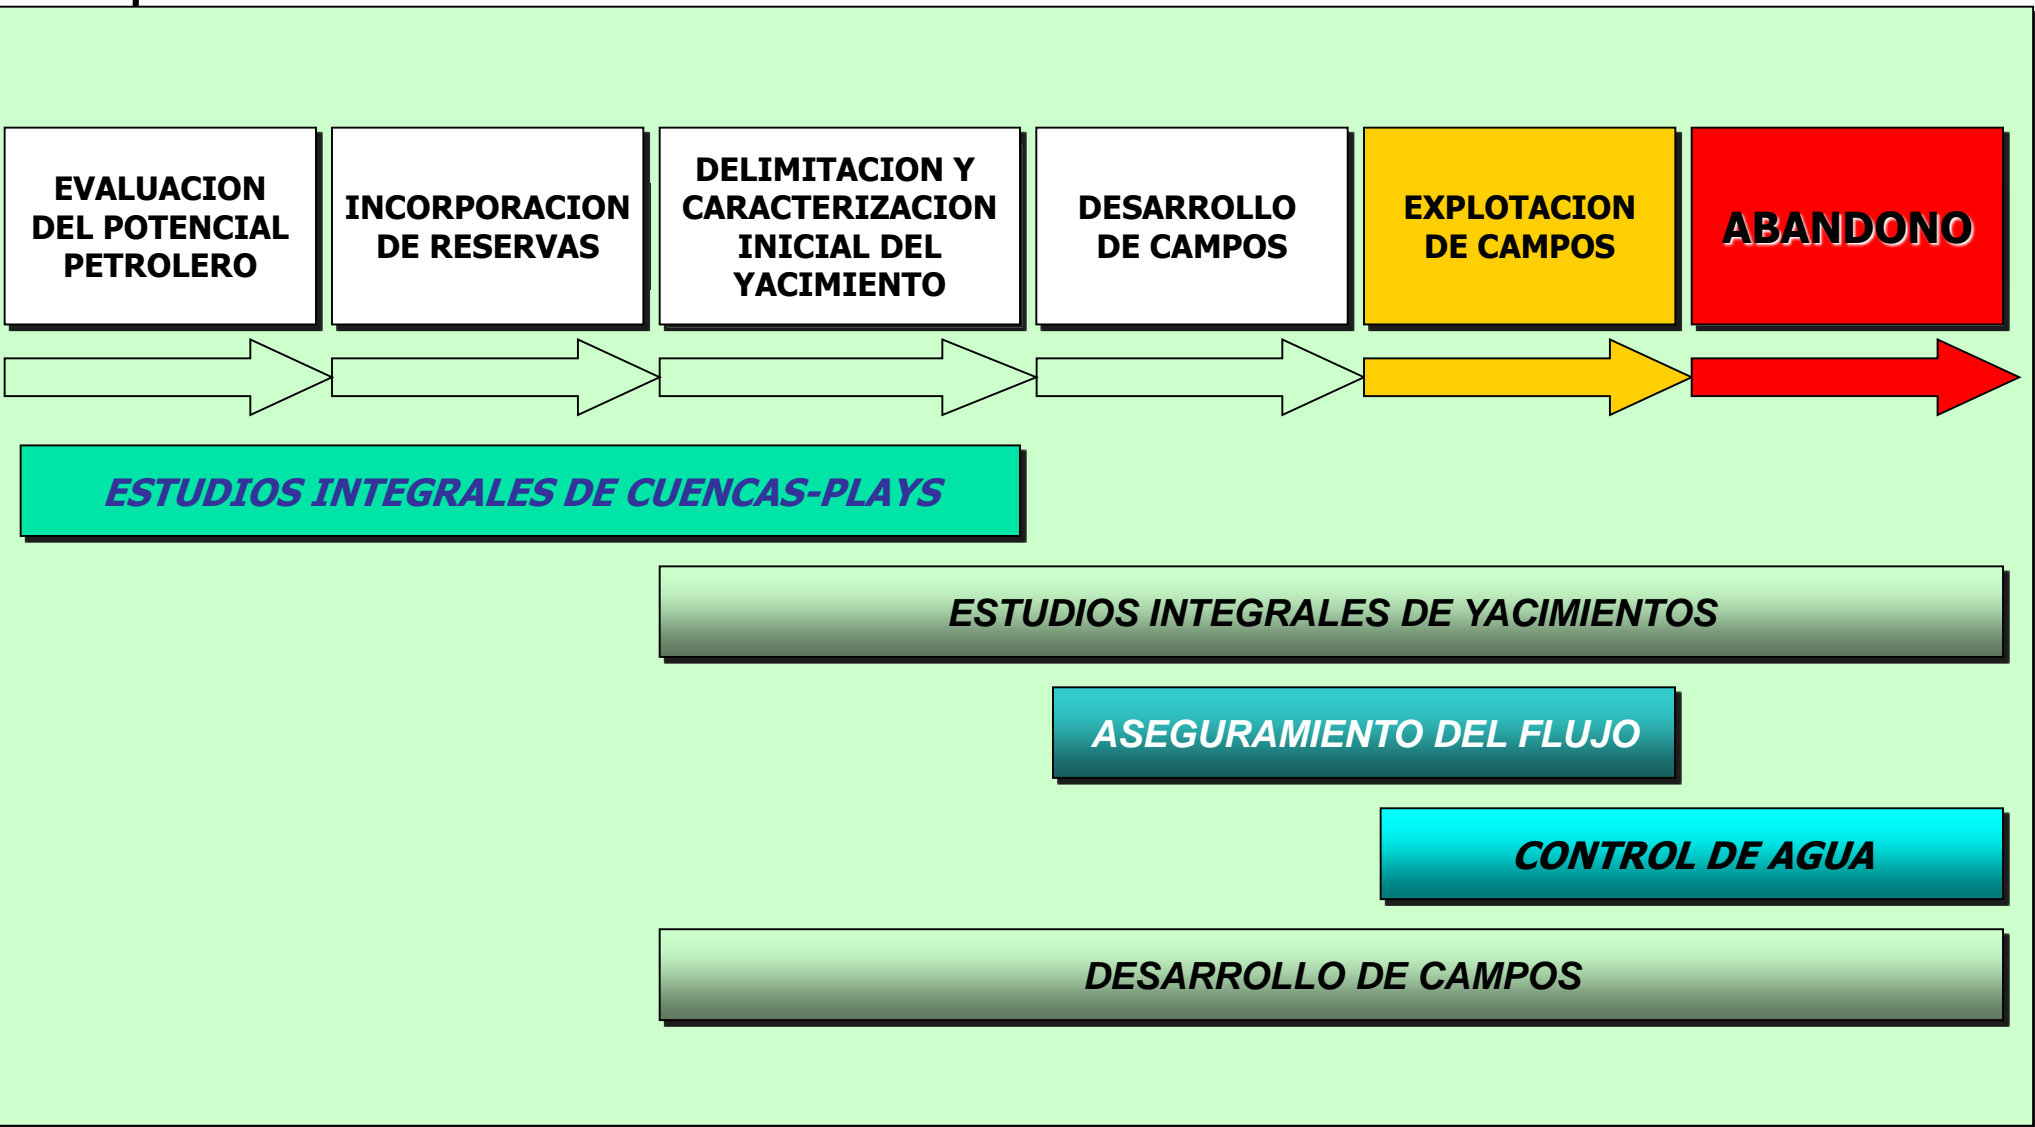 EVALUACION
DEL POTENCIAL
PETROLERO
INCORPORACION
DE RESERVAS
DELIMITACION Y
CARACTERIZACION
INICIAL DEL
YACIMIENTO
DESARROLLO
DE CAMPOS
EXPLOTACION
DE CAMPOS
ABANDONO
ESTUDIOS INTEGRALES DE CUENCAS-PLAYS
ESTUDIOS INTEGRALES DE YACIMIENTOS
ASEGURAMIENTO DEL FLUJO
CONTROL DE AGUA
DESARROLLO DE CAMPOS